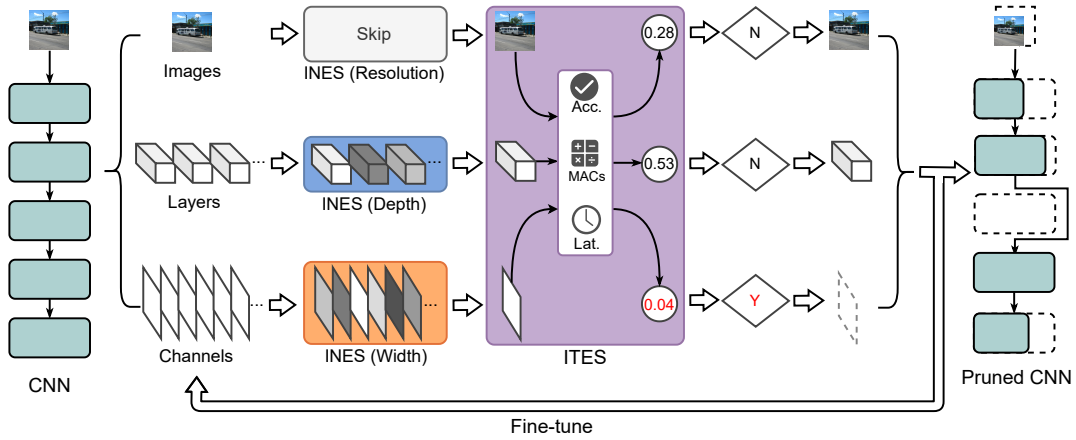 CNN
Images
Layers
...
Channels
...
Skip
INES (Resolution)
...
INES (Depth)
...
INES (Width)
Acc.
MACs
Lat.
0.28
0.53
0.04
ITES
N
N
Y
Pruned CNN
Fine-tune